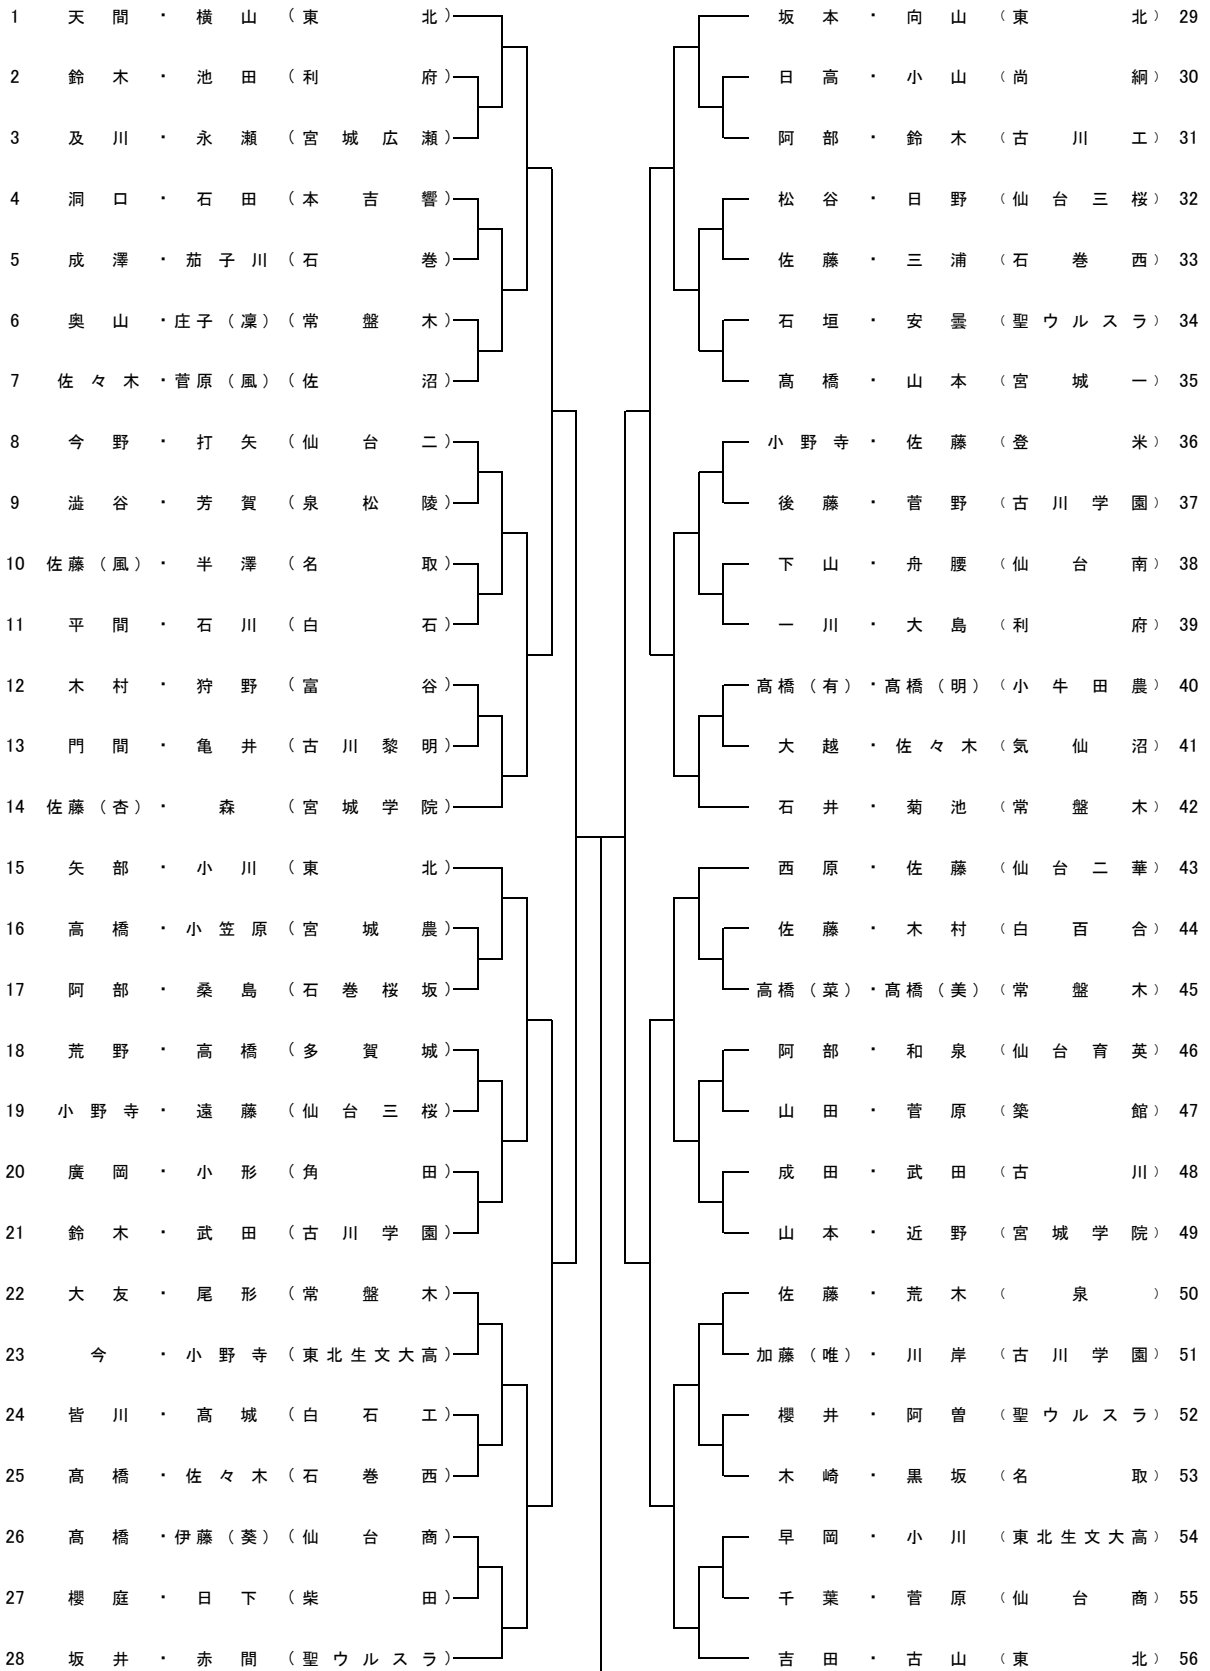 1 天間・横山（東北）
2 鈴木・池田（利府）
3 及川・永瀬（宮城広瀬）
4 洞口・石田（本吉響）
5 成澤・茄子川（石巻）
6 奥山・庄子（凜）（常盤木）
7 佐々木・菅原（風）（佐沼）
8 今野・打矢（仙台二）
9 澁谷・芳賀（泉松陵）
10 佐藤（風）・半澤（名取）
11 平間・石川（白石）
12 木村・狩野（富谷）
13 門間・亀井（古川黎明）
14 佐藤（杏）・森（宮城学院）
15 矢部・小川（東北）
16 高橋・小笠原（宮城農）
17 阿部・桑島（石巻桜坂）
18 荒野・高橋（多賀城）
19 小野寺・遠藤（仙台三桜）
20 廣岡・小形（角田）
21 鈴木・武田（古川学園）
22 大友・尾形（常盤木）
23 今・小野寺（東北生文大高）
24 皆川・髙城（白石工）
25 髙橋・佐々木（石巻西）
26 髙橋・伊藤（葵）（仙台商）
27 櫻庭・日下（柴田）
28 坂井・赤間（聖ウルスラ）
坂本・向山（東北）29
日高・小山（尚絅）30
阿部・鈴木（古川工）31
松谷・日野（仙台三桜）32
佐藤・三浦（石巻西）33
石垣・安曇（聖ウルスラ）34
髙橋・山本（宮城一）35
小野寺・佐藤（登米）36
後藤・菅野（古川学園）37
下山・舟腰（仙台南）38
一川・大島（利府）39
髙橋（有）・髙橋（明）（小牛田農）40
大越・佐々木（気仙沼）41
石井・菊池（常盤木）42
西原・佐藤（仙台二華）43
佐藤・木村（白百合）44
高橋（菜）・髙橋（美）（常盤木）45
阿部・和泉（仙台育英）46
山田・菅原（築館）47
成田・武田（古川）48
山本・近野（宮城学院）49
佐藤・荒木（泉）50
加藤（唯）・川岸（古川学園）51
櫻井・阿曽（聖ウルスラ）52
木崎・黒坂（名取）53
早岡・小川（東北生文大高）54
千葉・菅原（仙台商）55
吉田・古山（東北）56